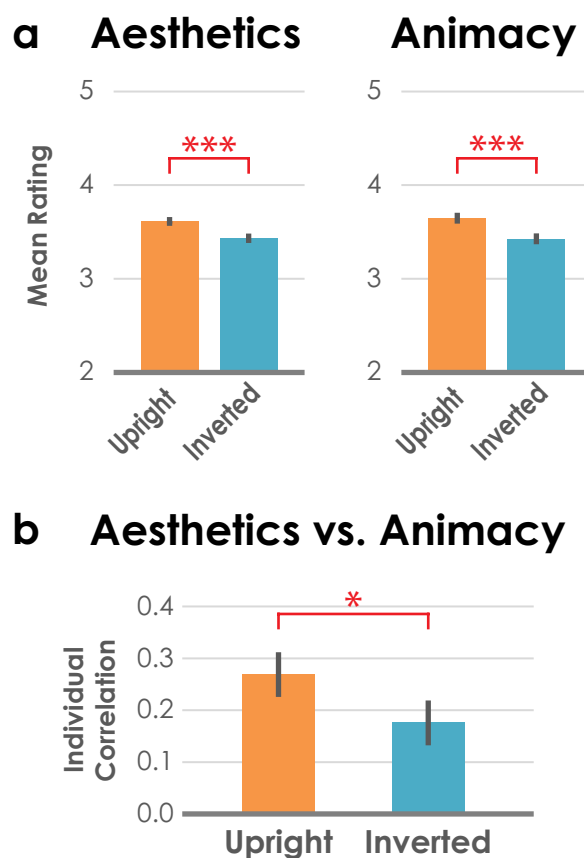 a Aesthetics Animacy
5 5
*** ***
4 4
Mean Rating
3 3
2 2
Upright Inverted Upright Inverted
b Aesthetics vs. Animacy
0.4
*
0.3
Individual
Correlation
0.2
0.1
0.0
Upright Inverted